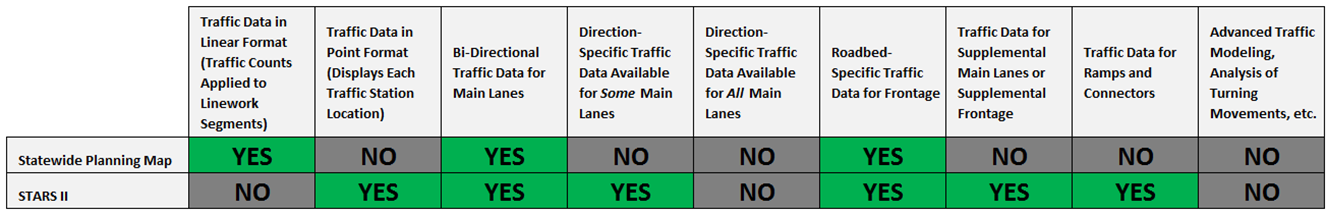 Traffic Data in
Linear Format
(Traffic Counts
Applied to
Linework
Segments)
Traffic Data in
Point Format
(Displays Each
Traffic Station
Location)
Bi-Directional
Traffic Data for
Main Lanes
Direction-
Specific Traffic
Data Available
for Some Main
Lanes
Direction-
Specific Traffic
Data Available
for All Main
Lanes
Roadbed-
Specific Traffic
Data for Frontage
Traffic Data for
Supplemental
Main Lanes or
Supplemental
Frontage
Traffic Data for
Ramps and
Connectors
Advanced Traffic
Modeling,
Analysis of
Turning
Movements, etc.
Statewide Planning Map YES NO YES NO NO YES NO NO NO
STARS II NO YES YES YES NO YES YES YES NO